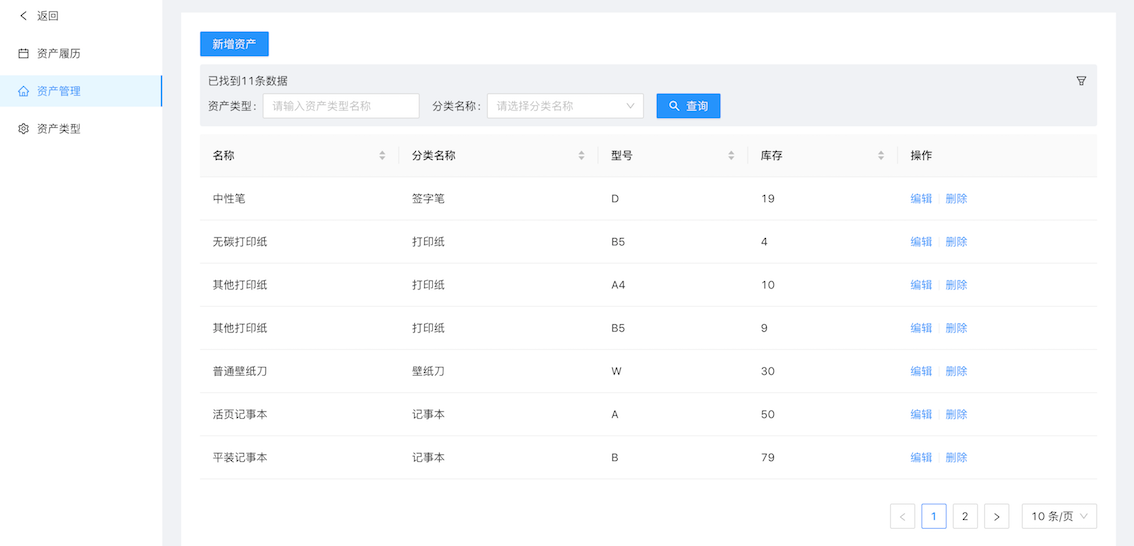 返回
资产履历
资产管理
资产类型
新增资产
已找到11条数据
资产类型: 请输入资产类型名称 分类名称: 请选择分类名称 查询
名称 分类名称 型号 库存 操作
中性笔 签字笔 D 19 编辑 删除
无碳打印纸 打印纸 B5 4 编辑 删除
其他打印纸 打印纸 A4 10 编辑 删除
其他打印纸 打印纸 B5 9 编辑 删除
普通壁纸刀 壁纸刀 W 30 编辑 删除
活页记事本 记事本 A 50 编辑 删除
平装记事本 记事本 B 79 编辑 删除
< 1 2 > 10 条/页